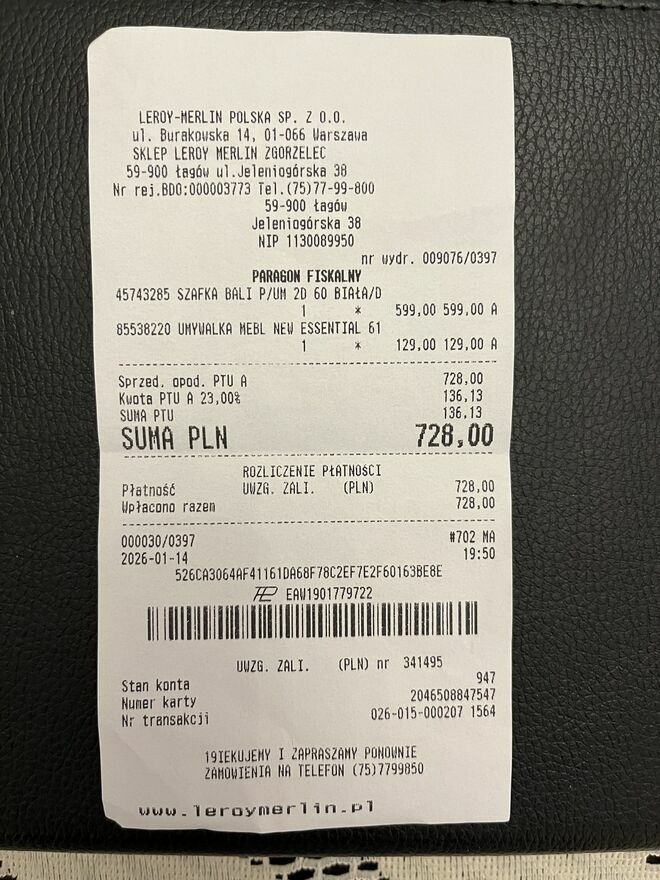 LEROY-MERLIN POLSKA SP. Z O.O.
ul. Burakowska 14, 01-066 Warszawa
SKLEP LEROY MERLIN ZGORZELEC
59-900 Łagów ul.Jeleniogórska 38
Nr rej.BDO:000003773 Tel.(75)77-99-800
59-900 Łagów
Jeleniogórska 38
NIP 1130089950
nr wydr. 009076/0397
PARAGON FISKALNY
45743285 SZAFKA BALI P/UM 2D 60 BIAŁA/D
1 * 599,00 599,00 A
85538220 UMYWALKA MEBL NEW ESSENTIAL 61
1 * 129,00 129,00 A
Sprzed. opod. PTU A 728,00
Kwota PTU A 23,00% 136,13
SUMA PTU 136,13
SUMA PLN 728,00
ROZLICZENIE PŁATNOŚCI
Płatność UWZG. ZALI. (PLN) 728,00
Wpłacono razem 728,00
000030/0397 #702 MA
2026-01-14 19:50
526CA3064AF41161DA68F78C2EF7E2F60163BE8E
EAW1901779722
UWZG. ZALI. (PLN) nr 341495
Stan konta 947
Numer karty 2046508847547
Nr transakcji 026-015-000207 1564
19IEKUJEMY I ZAPRASZAMY PONOWNIE
ZAMOWIENIA NA TELEFON (75)7799850
www.leroymerlin.pl